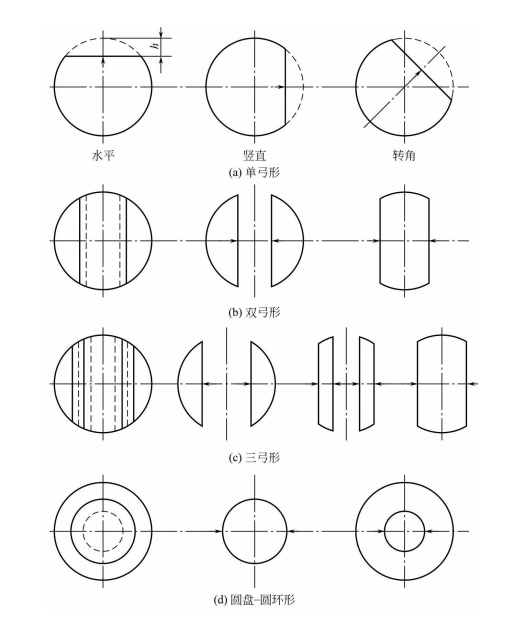 h
水平 竖直 转角
(a) 单弓形
(b) 双弓形
(c) 三弓形
(d) 圆盘–圆环形